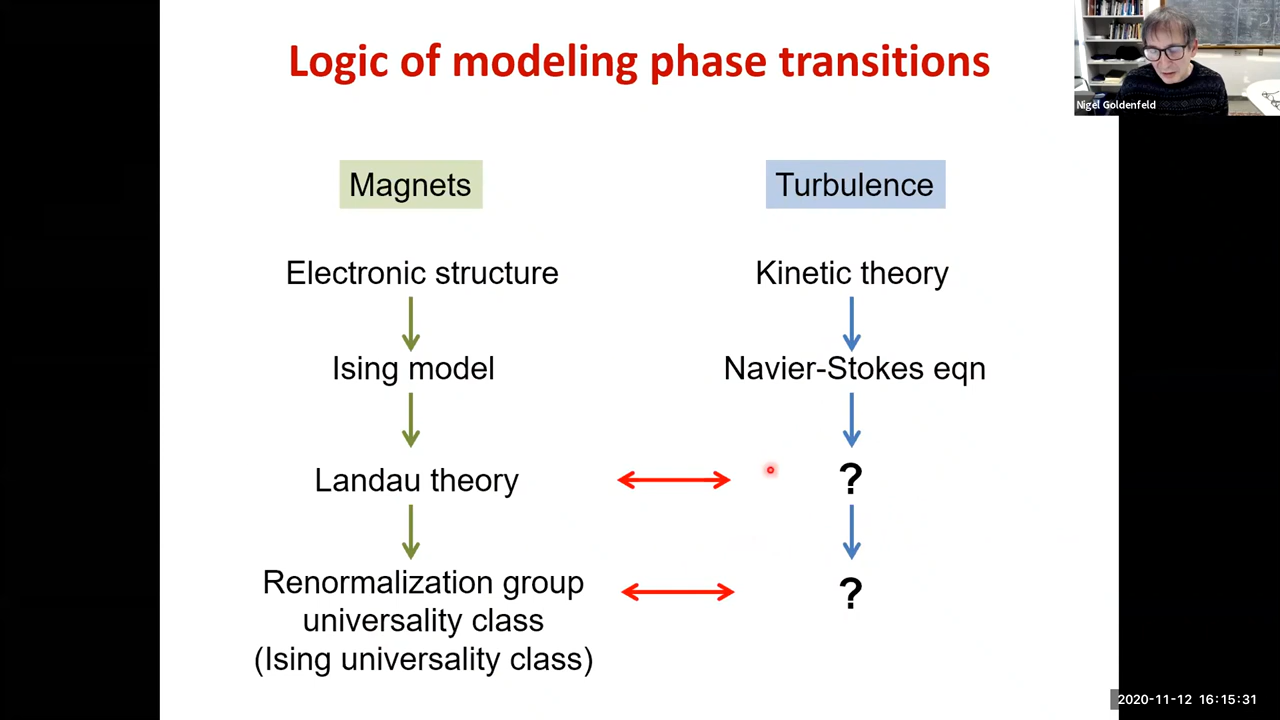 Logic of modeling phase transitions
Nigel Goldenfeld
Magnets
Turbulence
Electronic structure
Kinetic theory
Ising model
Navier-Stokes eqn
Landau theory
?
Renormalization group
universality class
(Ising universality class)
?
2020-11-12 16:15:31